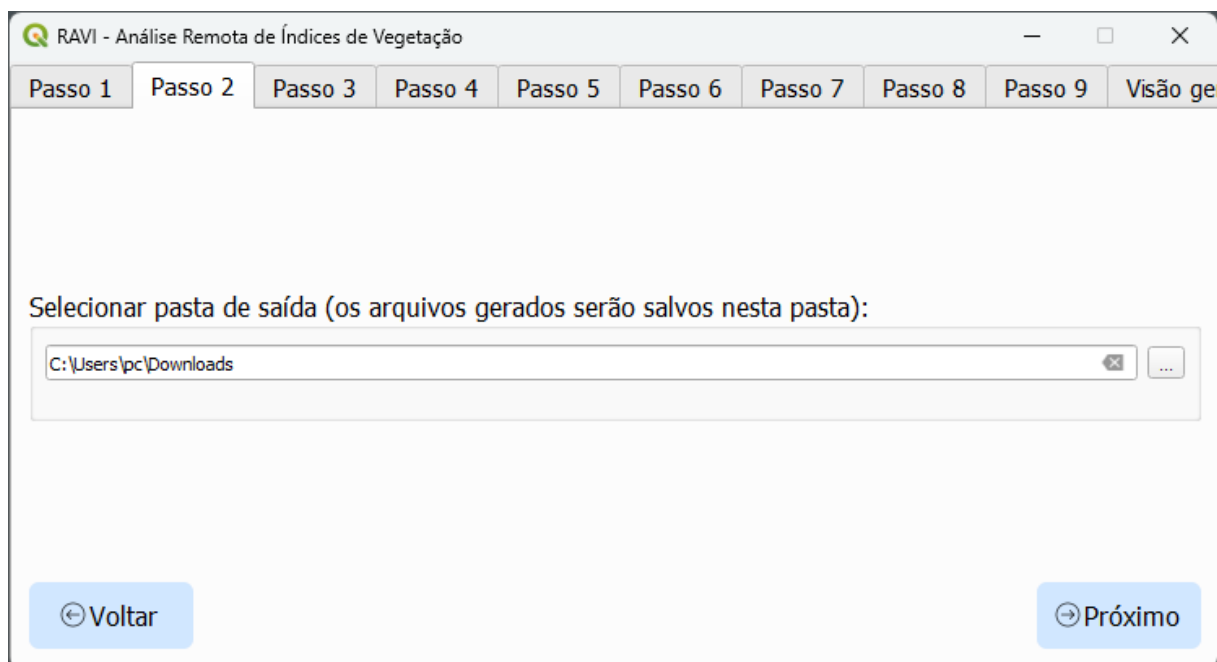 RAVI - Análise Remota de Índices de Vegetação
Passo 1 Passo 2 Passo 3 Passo 4 Passo 5 Passo 6 Passo 7 Passo 8 Passo 9 Visão ge
Selecionar pasta de saída (os arquivos gerados serão salvos nesta pasta):
C:\Users\pc\Downloads ...
Voltar Próximo